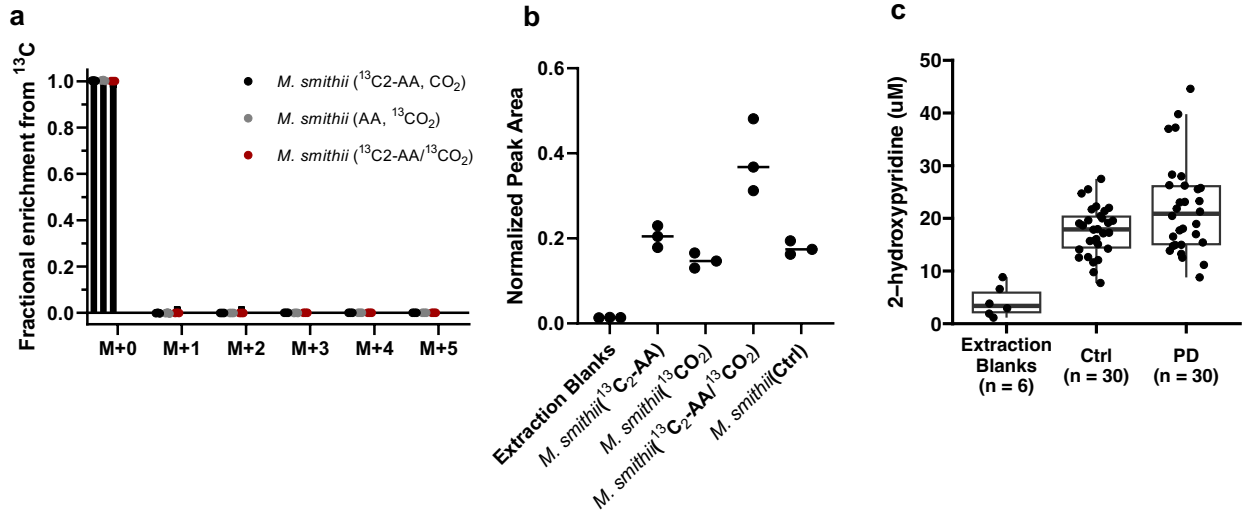 a
Fractional enrichment from ¹³C
1.0
0.8
0.6
0.4
0.2
0.0
M+0
M+1
M+2
M+3
M+4
M+5
M. smithii (¹³C2-AA, CO₂)
M. smithii (AA, ¹³CO₂)
M. smithii (¹³C2-AA/¹³CO₂)
b
Normalized Peak Area
0.6
0.4
0.2
0.0
Extraction Blanks
M. smithii(¹³C₂-AA)
M. smithii(¹³CO₂)
M. smithii(¹³C₂-AA/¹³CO₂)
M. smithii(Ctrl)
c
2−hydroxypyridine (uM)
50
40
30
20
10
0
Extraction
Blanks
(n = 6)
Ctrl
(n = 30)
PD
(n = 30)